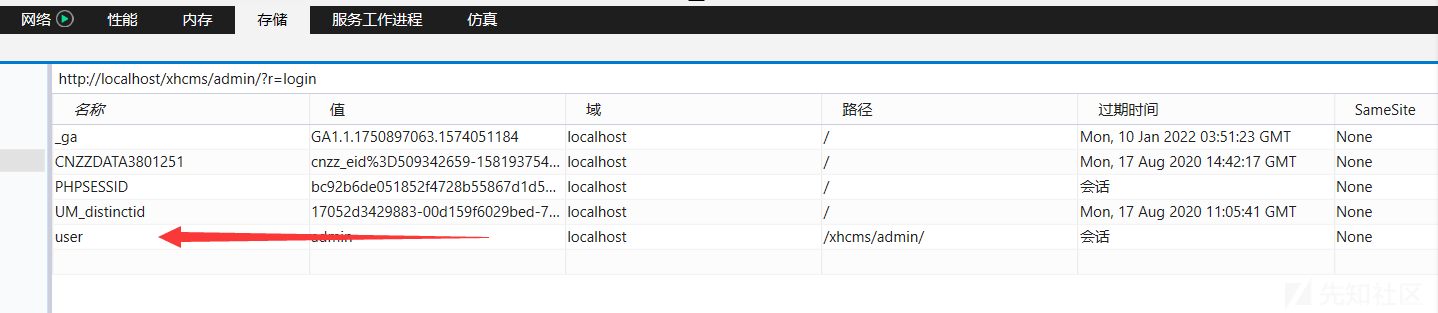 网络 性能 内存 存储 服务工作进程 仿真
http://localhost/xhcms/admin/?r=login
名称 值 域 路径 过期时间 SameSite
_ga GA1.1.1750897063.1574051184 localhost / Mon, 10 Jan 2022 03:51:23 GMT None
CNZZDATA3801251 cnzz_eid%3D509342659-158193754... localhost / Mon, 17 Aug 2020 14:42:17 GMT None
PHPSESSID bc92b6de051852f4728b55867d1d5... localhost / 会话 None
UM_distinctid 17052d3429883-00d159f6029bed-7... localhost / Mon, 17 Aug 2020 11:05:41 GMT None
user admin localhost /xhcms/admin/ 会话 None
先知社区